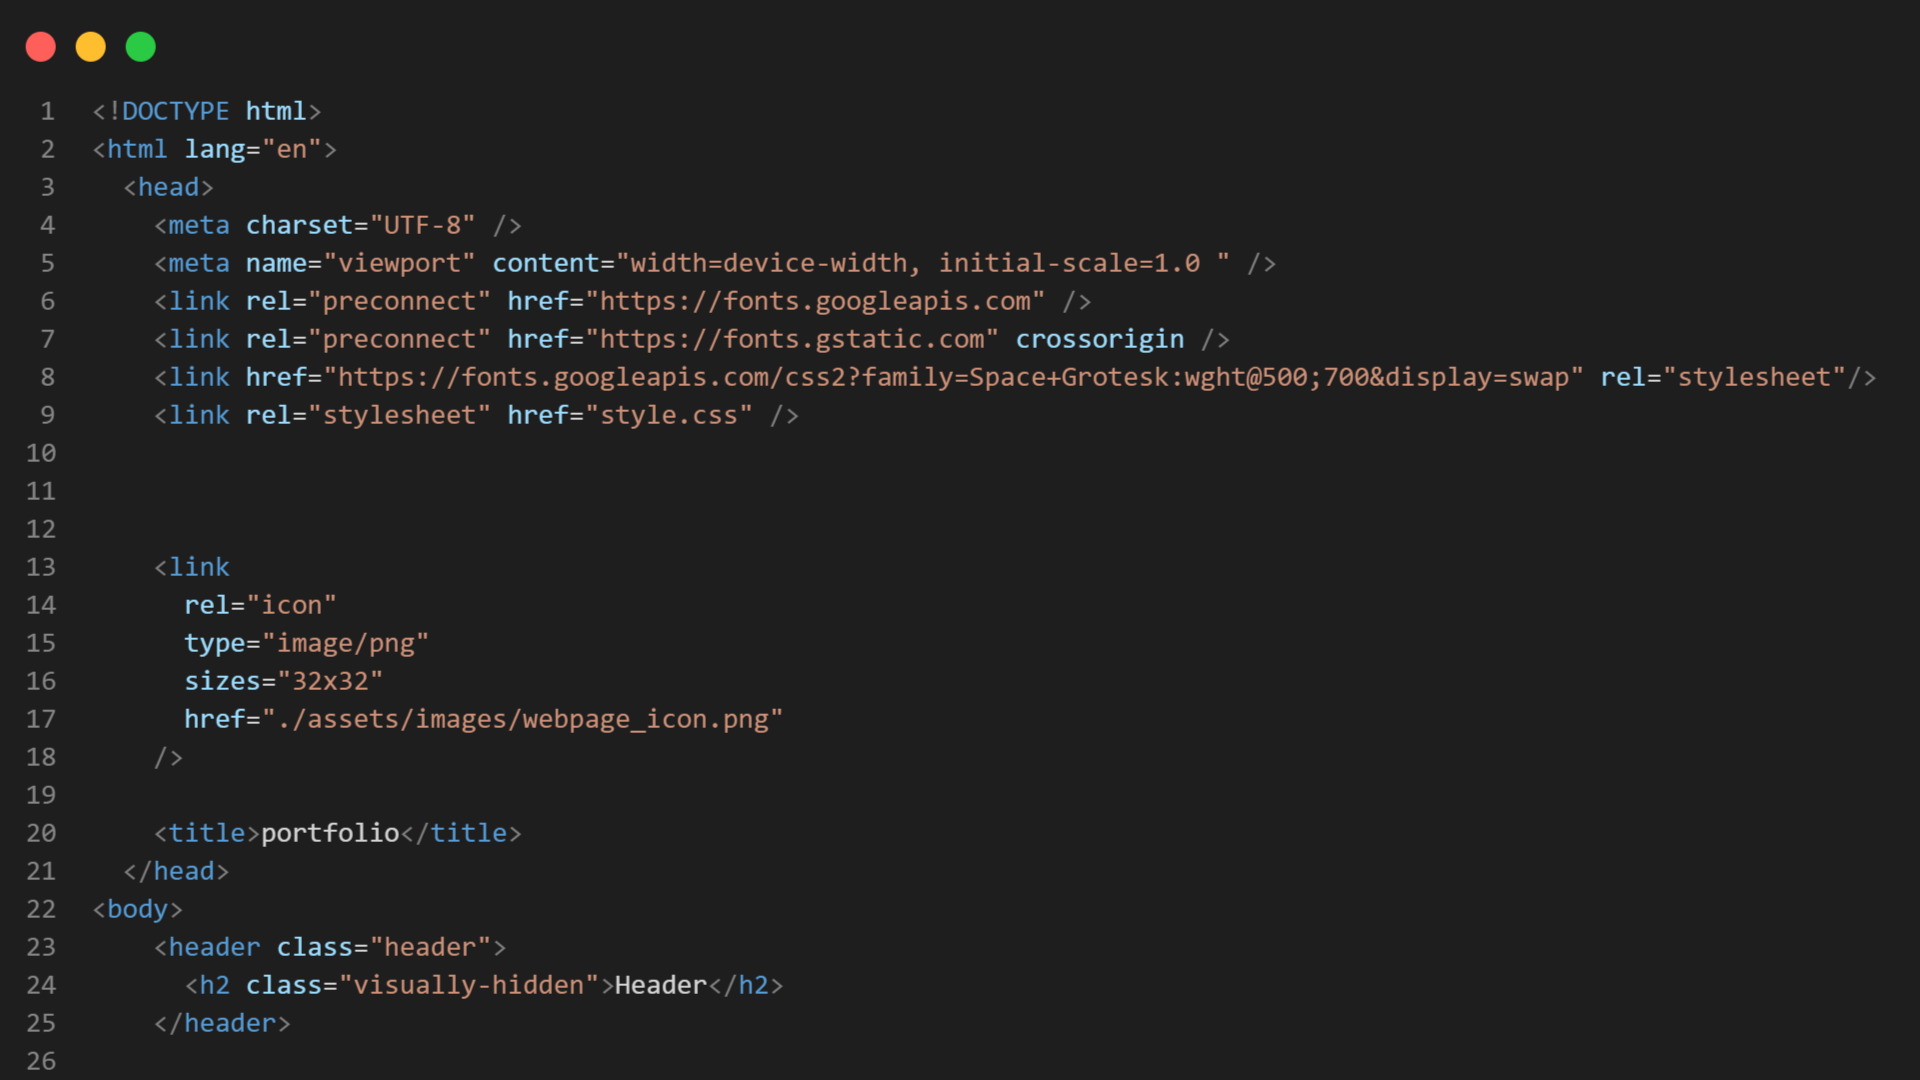 1 <!DOCTYPE html>
2 <html lang="en">
3   <head>
4     <meta charset="UTF-8" />
5     <meta name="viewport" content="width=device-width, initial-scale=1.0 " />
6     <link rel="preconnect" href="https://fonts.googleapis.com" />
7     <link rel="preconnect" href="https://fonts.gstatic.com" crossorigin />
8     <link href="https://fonts.googleapis.com/css2?family=Space+Grotesk:wght@500;700&display=swap" rel="stylesheet"/>
9     <link rel="stylesheet" href="style.css" />
10
11
12
13     <link
14       rel="icon"
15       type="image/png"
16       sizes="32x32"
17       href="./assets/images/webpage_icon.png"
18     />
19
20     <title>portfolio</title>
21   </head>
22 <body>
23     <header class="header">
24       <h2 class="visually-hidden">Header</h2>
25     </header>
26